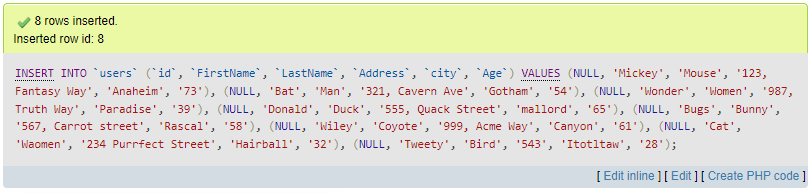 8 rows inserted.
Inserted row id: 8
INSERT INTO `users` (`id`, `FirstName`, `LastName`, `Address`, `city`, `Age`) VALUES (NULL, 'Mickey', 'Mouse', '123,
Fantasy Way', 'Anaheim', '73'), (NULL, 'Bat', 'Man', '321, Cavern Ave', 'Gotham', '54'), (NULL, 'Wonder', 'Women', '987,
Truth Way', 'Paradise', '39'), (NULL, 'Donald', 'Duck', '555, Quack Street', 'mallord', '65'), (NULL, 'Bugs', 'Bunny',
'567, Carrot street', 'Rascal', '58'), (NULL, 'Wiley', 'Coyote', '999, Acme Way', 'Canyon', '61'), (NULL, 'Cat',
'Waomen', '234 Purrfect Street', 'Hairball', '32'), (NULL, 'Tweety', 'Bird', '543', 'Itotltaw', '28');
[ Edit inline ] [ Edit ] [ Create PHP code ]